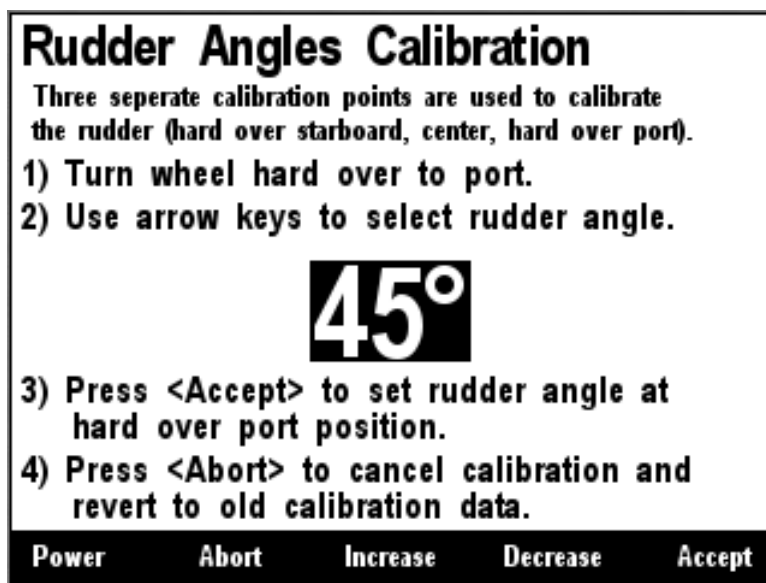 Rudder Angles Calibration
Three seperate calibration points are used to calibrate
the rudder (hard over starboard, center, hard over port).
1) Turn wheel hard over to port.
2) Use arrow keys to select rudder angle.
45°
3) Press <Accept> to set rudder angle at
hard over port position.
4) Press <Abort> to cancel calibration and
revert to old calibration data.
Power Abort Increase Decrease Accept